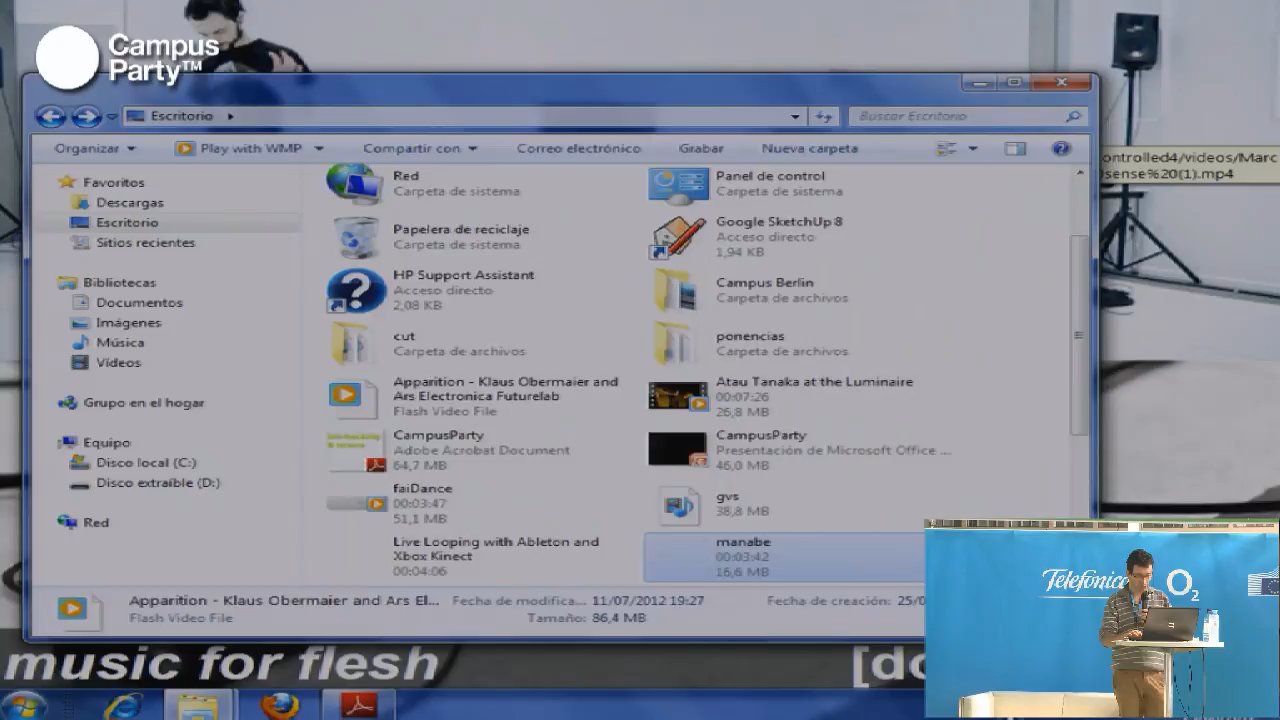 Campus
Party™
Escritorio
Buscar Escritorio
Organizar
Play with WMP
Compartir con
Correo electrónico
Grabar
Nueva carpeta
ontrolled4/videos/Marc
sense%20(1).mp4
Favoritos
Descargas
Escritorio
Sitios recientes
Bibliotecas
Documentos
Imágenes
Música
Vídeos
Grupo en el hogar
Equipo
Disco local (C:)
Disco extraíble (D:)
Red
Red
Carpeta de sistema
Panel de control
Carpeta de sistema
Papelera de reciclaje
Carpeta de sistema
Google SketchUp 8
Acceso directo
1,94 KB
HP Support Assistant
Acceso directo
2,08 KB
Campus Berlin
Carpeta de archivos
cut
Carpeta de archivos
ponencias
Carpeta de archivos
Apparition - Klaus Obermaier and
Ars Electronica Futurelab
Flash Video File
Atau Tanaka at the Luminaire
00:07:26
26,8 MB
CampusParty
Adobe Acrobat Document
64,7 MB
CampusParty
Presentación de Microsoft Office ...
46,0 MB
faiDance
00:03:47
51,1 MB
gvs
38,8 MB
Live Looping with Ableton and
Xbox Kinect
00:04:06
manabe
00:03:42
16,6 MB
Apparition - Klaus Obermaier and Ars El...
Flash Video File
Fecha de modifica... 11/07/2012 19:27
Tamaño: 86,4 MB
Fecha de creación: 25/0
music for flesh
[do
Telefónica
O2